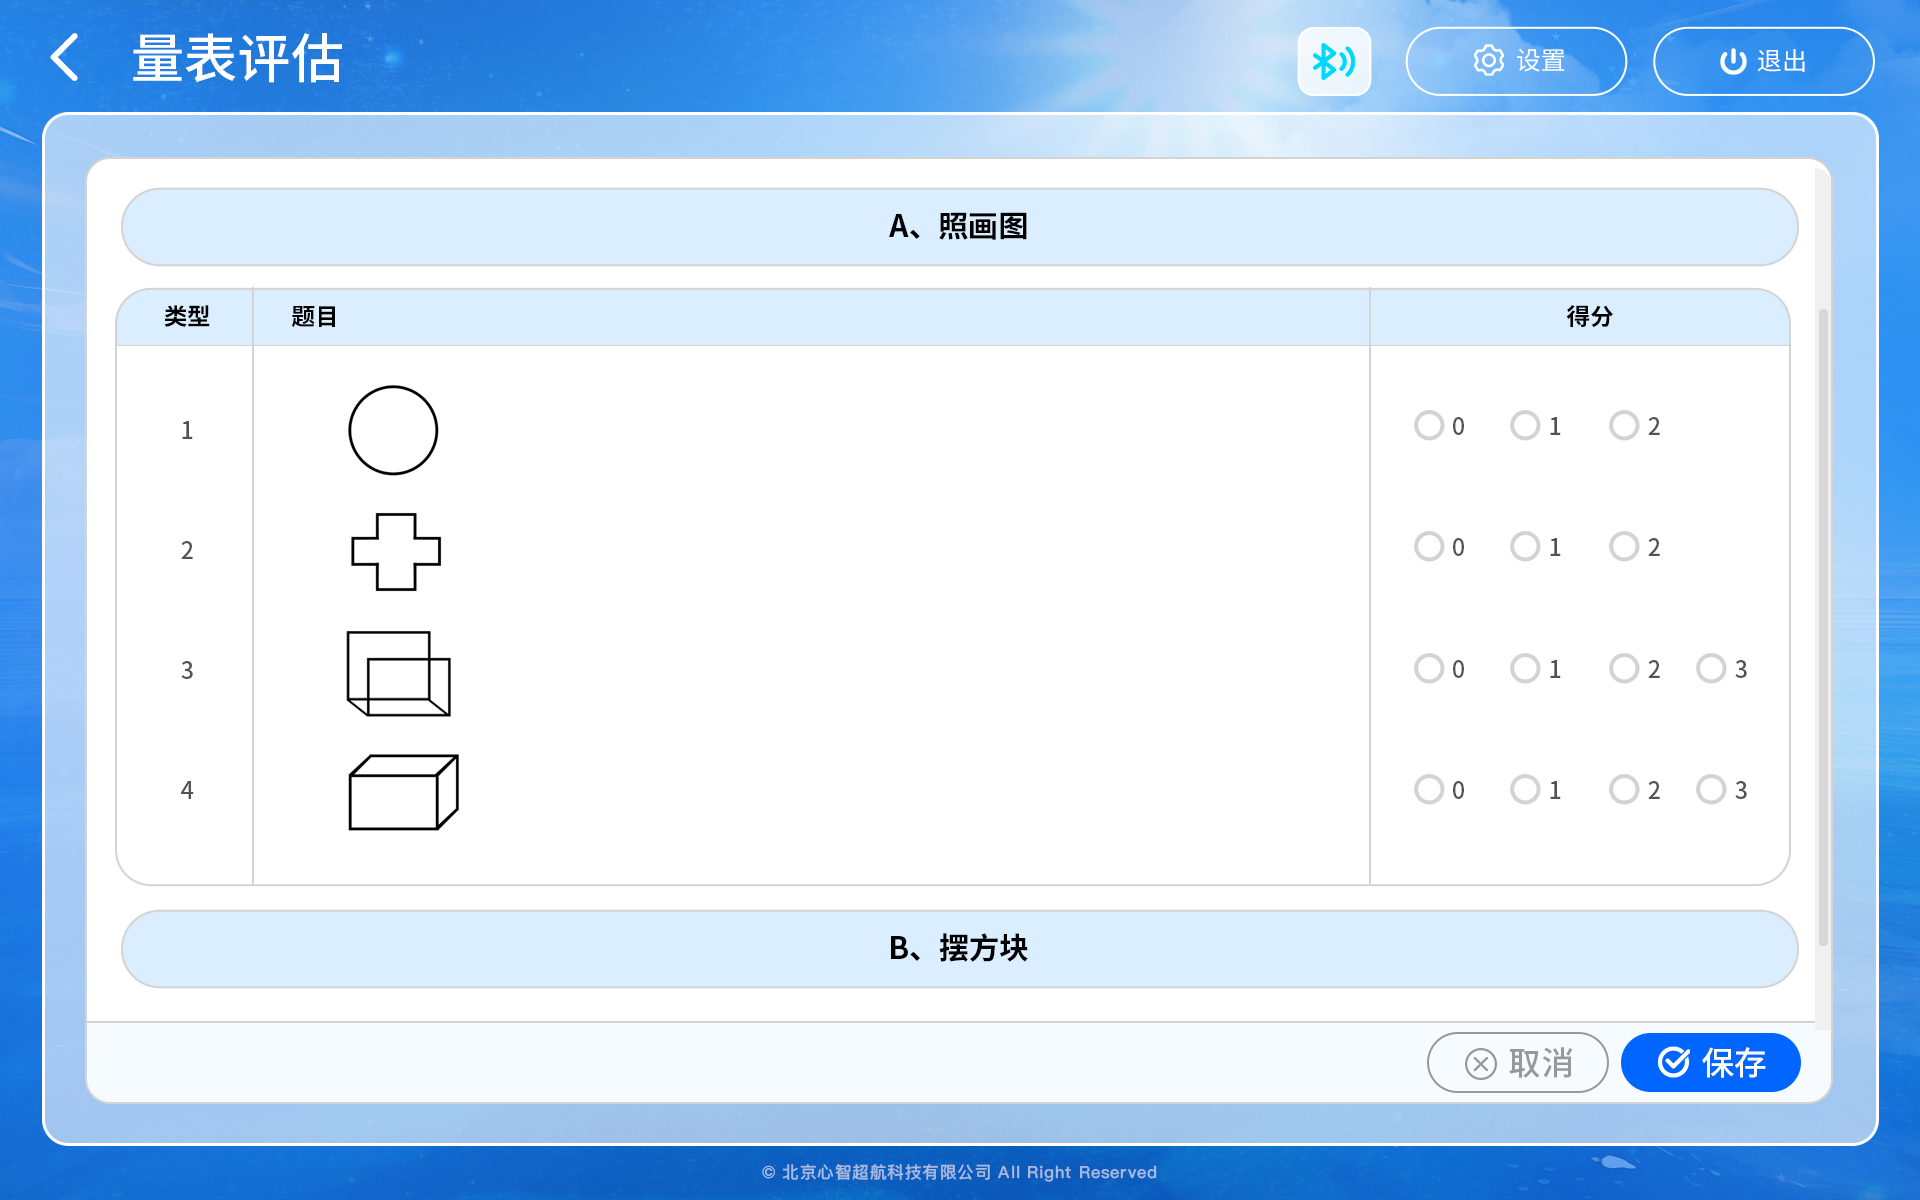 量表评估
设置
退出
A、照画图
类型 题目 得分
1 0 1 2
2 0 1 2
3 0 1 2 3
4 0 1 2 3
B、摆方块
取消 保存
© 北京心智超航科技有限公司 All Right Reserved